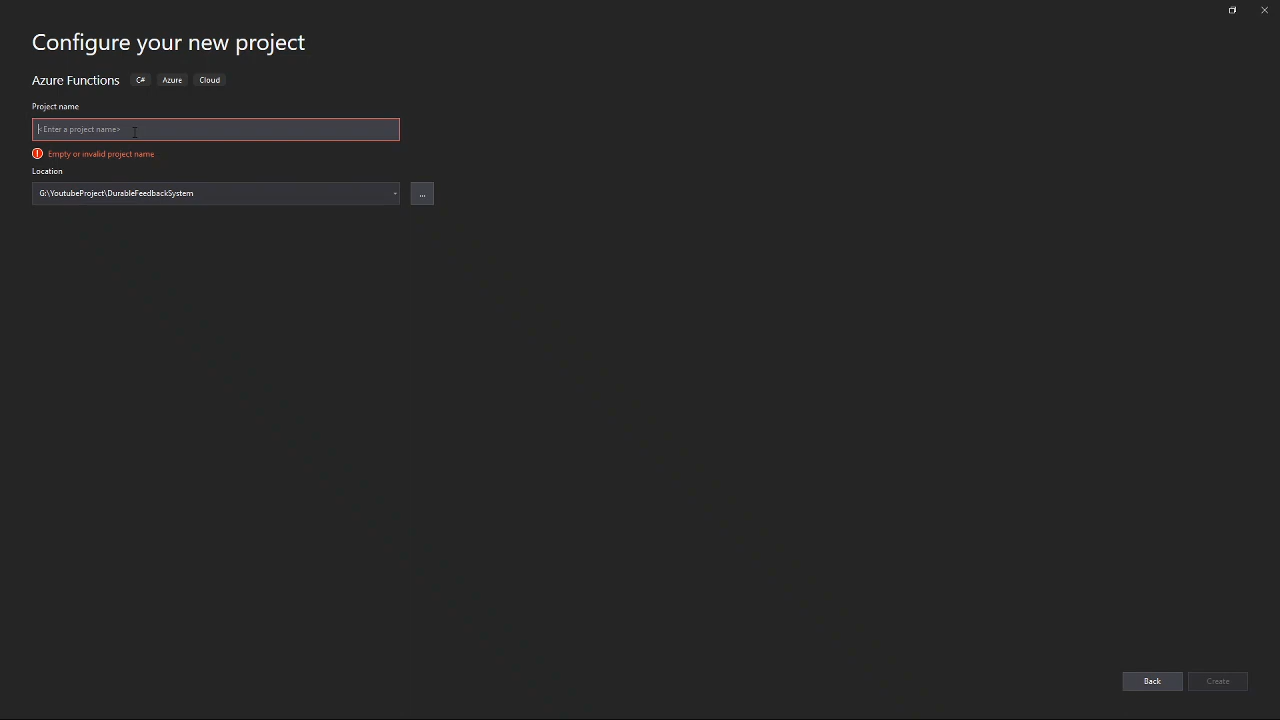 Configure your new project
Azure Functions C# Azure Cloud
Project name
< Enter a project name>
Empty or invalid project name
Location
G:\YoutubeProject\DurableFeedbackSystem
...
Back Create